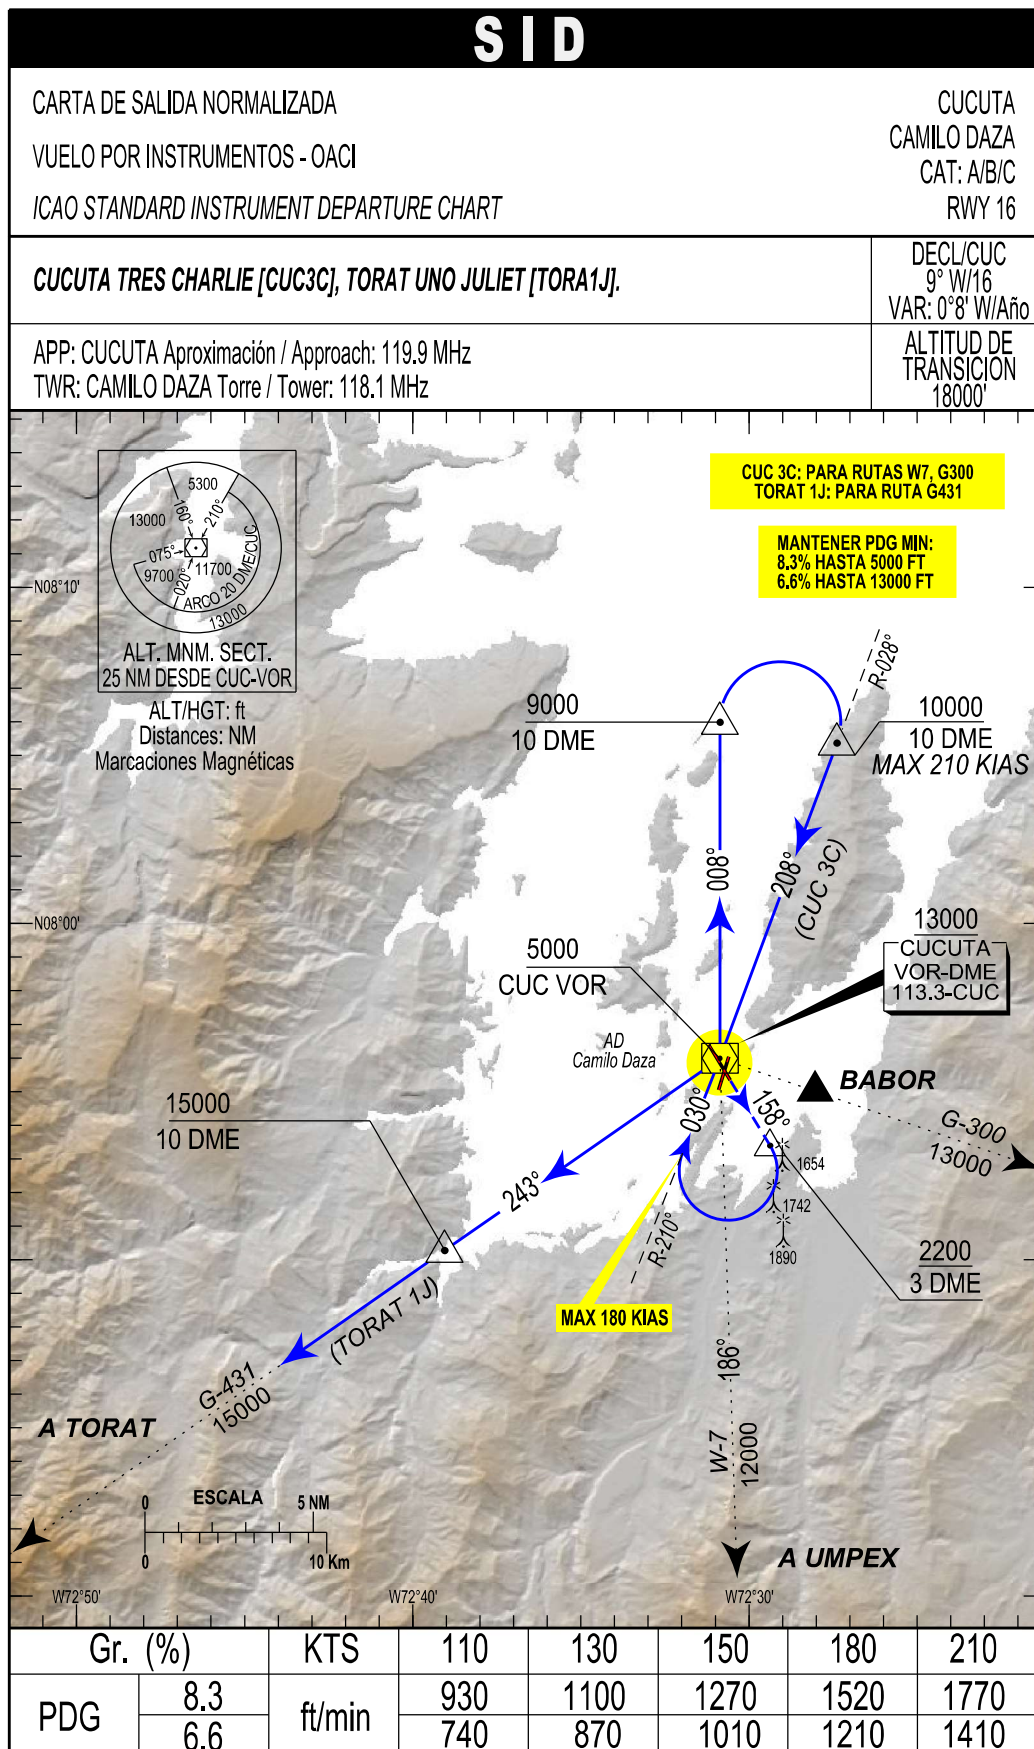 SID
CARTA DE SALIDA NORMALIZADA
VUELO POR INSTRUMENTOS - OACI
ICAO STANDARD INSTRUMENT DEPARTURE CHART
CUCUTA
CAMILO DAZA
CAT: A/B/C
RWY 16
CUCUTA TRES CHARLIE [CUC3C], TORAT UNO JULIET [TORA1J].
DECL/CUC
9° W/16
VAR: 0°8' W/Año
APP: CUCUTA Aproximación / Approach: 119.9 MHz
TWR: CAMILO DAZA Torre / Tower: 118.1 MHz
ALTITUD DE
TRANSICION
18000'
CUC 3C: PARA RUTAS W7, G300
TORAT 1J: PARA RUTA G431
MANTENER PDG MIN:
8.3% HASTA 5000 FT
6.6% HASTA 13000 FT
5300
13000
160°
210°
075°
9700
11700
020°
ARCO 20 DME/CUC
13000
ALT. MNM. SECT.
25 NM DESDE CUC-VOR
ALT/HGT: ft
Distances: NM
Marcaciones Magnéticas
N08°10'
R-028°
9000
10 DME
10000
10 DME
MAX 210 KIAS
008°
208°
(CUC 3C)
N08°00'
13000
CUCUTA
VOR-DME
113.3-CUC
5000
CUC VOR
AD
Camilo Daza
BABOR
G-300
13000
15000
10 DME
030°
158°
1654
1742
1890
243°
R-210°
2200
3 DME
MAX 180 KIAS
(TORAT 1J)
G-431
15000
186°
W-7
12000
A TORAT
A UMPEX
0
ESCALA
5 NM
0
10 Km
W72°50'
W72°40'
W72°30'
Gr. (%) KTS 110 130 150 180 210
PDG 8.3 ft/min 930 1100 1270 1520 1770
6.6 740 870 1010 1210 1410